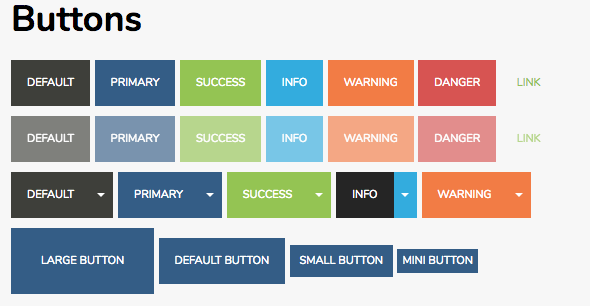 Buttons
DEFAULT PRIMARY SUCCESS INFO WARNING DANGER LINK
DEFAULT PRIMARY SUCCESS INFO WARNING DANGER LINK
DEFAULT PRIMARY SUCCESS INFO WARNING
LARGE BUTTON DEFAULT BUTTON SMALL BUTTON MINI BUTTON